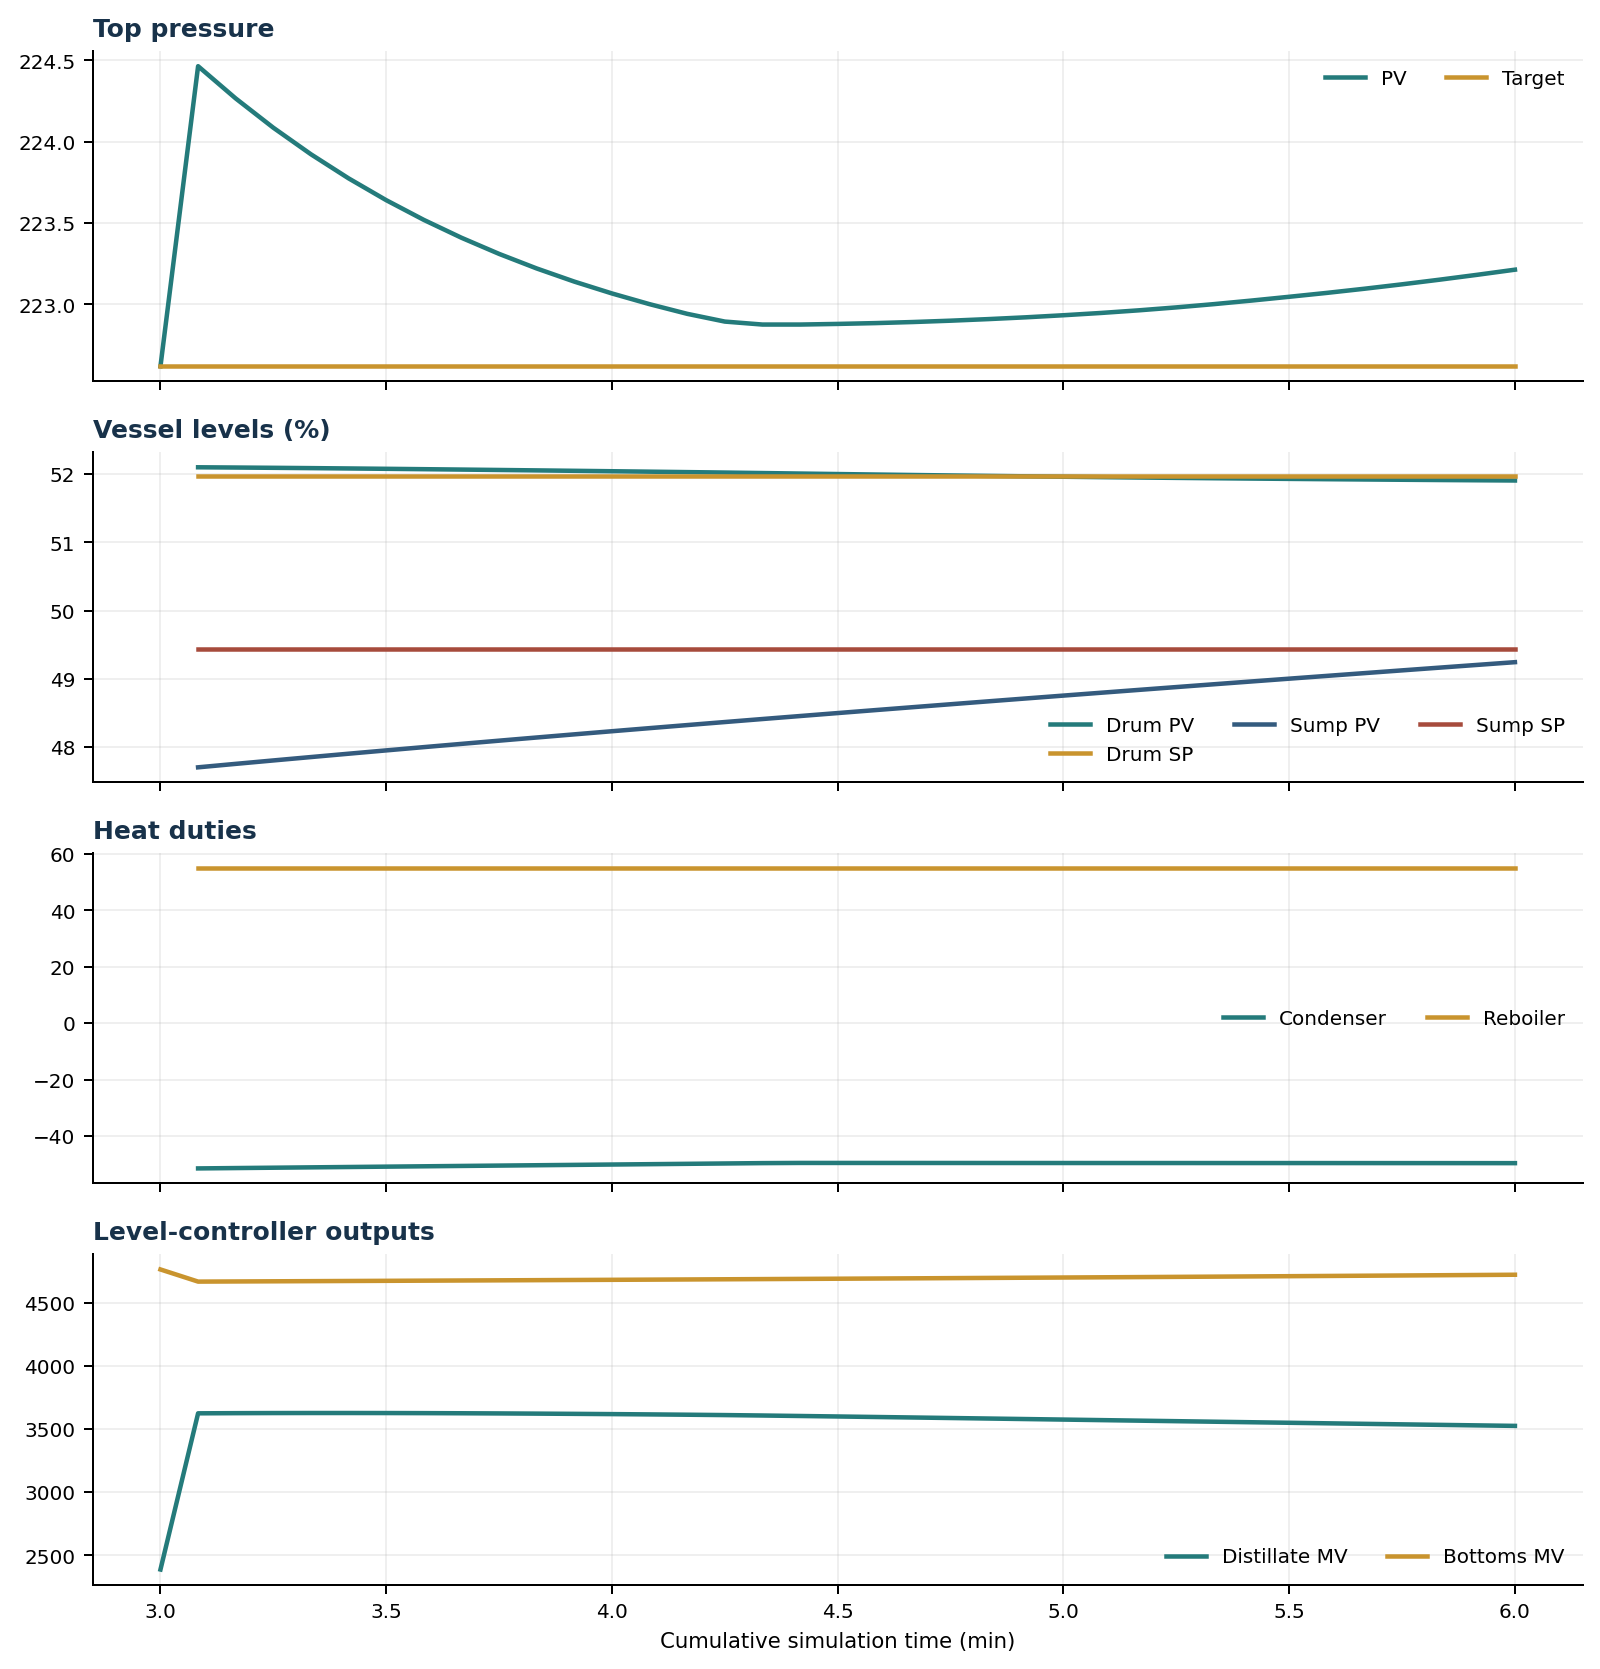 Top pressure
224.5
224.0
223.5
223.0
PV Target
Vessel levels (%)
52
51
50
49
48
Drum PV Sump PV Sump SP
Drum SP
Heat duties
60
40
20
0
−20
−40
Condenser Reboiler
Level-controller outputs
4500
4000
3500
3000
2500
Distillate MV Bottoms MV
3.0 3.5 4.0 4.5 5.0 5.5 6.0
Cumulative simulation time (min)